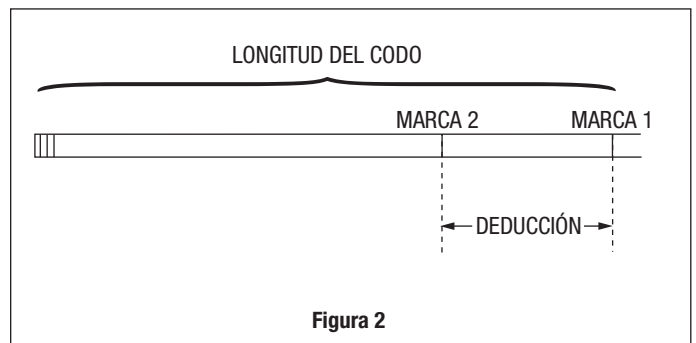 LONGITUD DEL CODO
MARCA 2 MARCA 1
DEDUCCIÓN
Figura 2